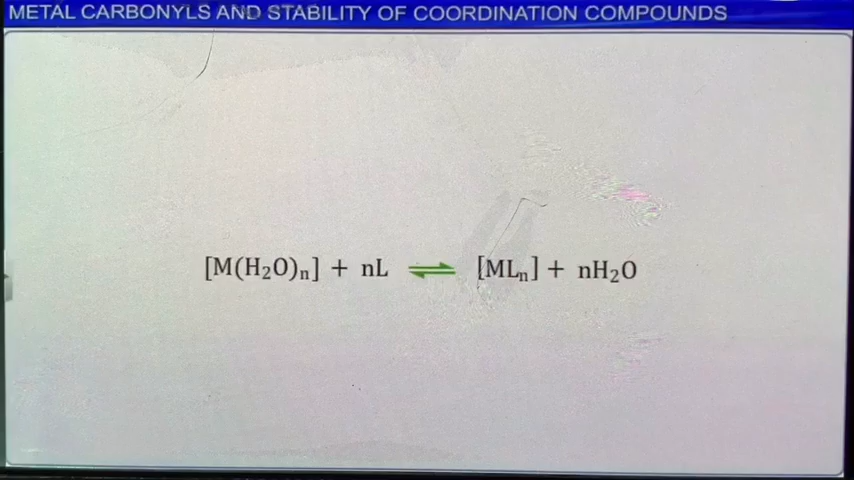 METAL CARBONYLS AND STABILITY OF COORDINATION COMPOUNDS
[M(H₂O)ₙ] + nL ⇌ [MLₙ] + nH₂O